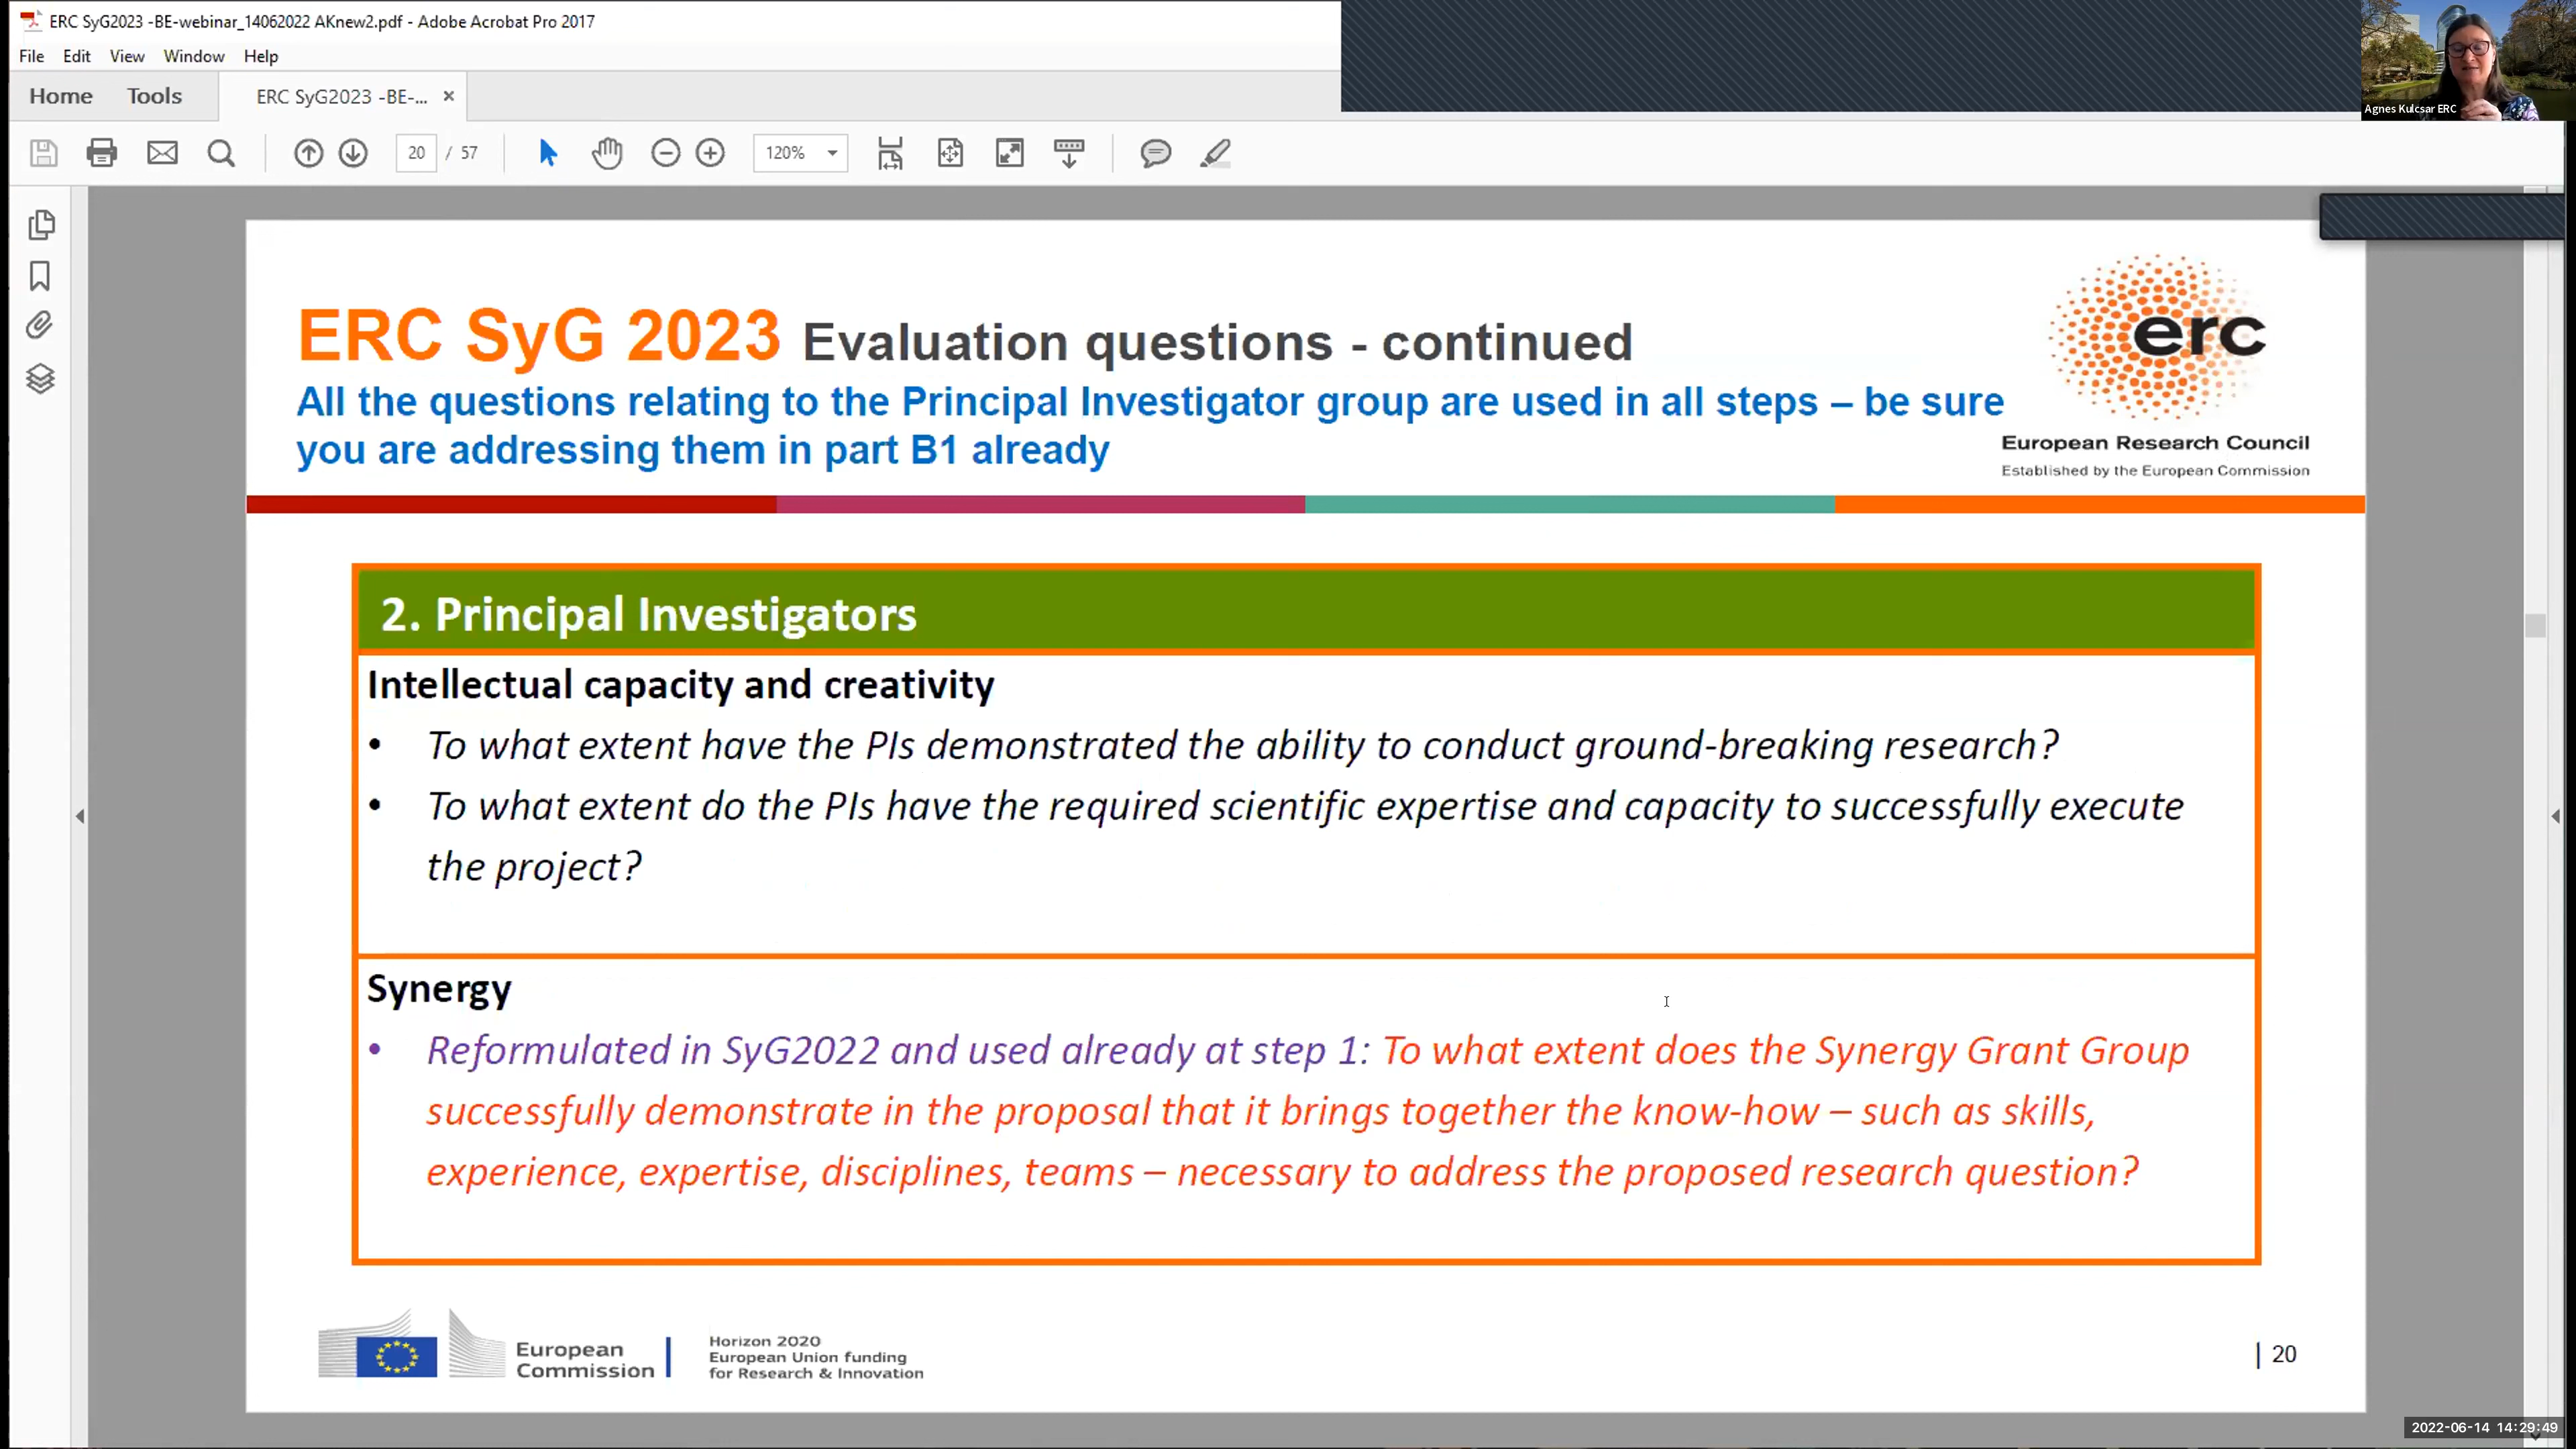 ERC SyG2023 -BE-webinar_14062022 AKnew2.pdf - Adobe Acrobat Pro 2017
File Edit View Window Help
Home Tools ERC SyG2023 -BE-... ×
20 / 57 120%
Agnes Kulcsar ERC
ERC SyG 2023 Evaluation questions - continued
All the questions relating to the Principal Investigator group are used in all steps – be sure
you are addressing them in part B1 already
erc
European Research Council
Established by the European Commission
2. Principal Investigators
Intellectual capacity and creativity
• To what extent have the PIs demonstrated the ability to conduct ground-breaking research?
• To what extent do the PIs have the required scientific expertise and capacity to successfully execute
the project?
Synergy
• Reformulated in SyG2022 and used already at step 1: To what extent does the Synergy Grant Group
successfully demonstrate in the proposal that it brings together the know-how – such as skills,
experience, expertise, disciplines, teams – necessary to address the proposed research question?
European
Commission
Horizon 2020
European Union funding
for Research & Innovation
| 20
2022-06-14 14:29:49